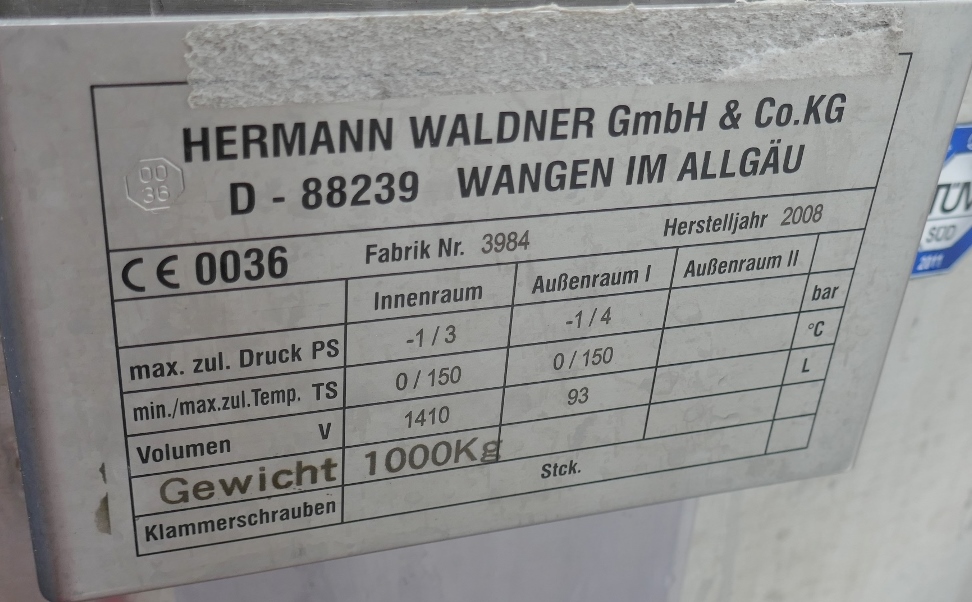 HERMANN WALDNER GmbH & Co.KG
00
36
D - 88239 WANGEN IM ALLGÄU
CE 0036 Fabrik Nr. 3984 Herstelljahr 2008
Innenraum Außenraum I Außenraum II
max. zul. Druck PS -1 / 3 -1 / 4 bar
min./max.zul.Temp. TS 0 / 150 0 / 150 °C
Volumen V 1410 93 L
Gewicht 1000Kg
Klammerschrauben Stck.
TÜV
SÜD
2011